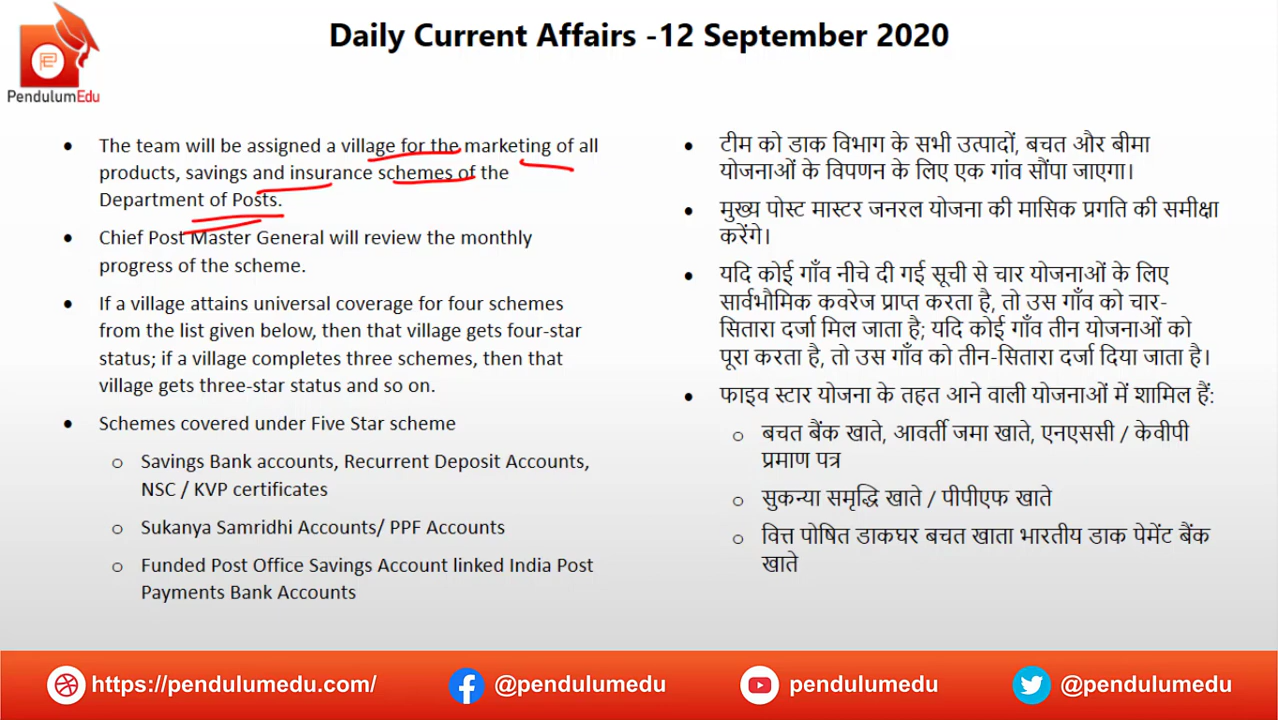 Daily Current Affairs -12 September 2020
PendulumEdu
The team will be assigned a village for the marketing of all
products, savings and insurance schemes of the
Department of Posts.
Chief Post Master General will review the monthly
progress of the scheme.
If a village attains universal coverage for four schemes
from the list given below, then that village gets four-star
status; if a village completes three schemes, then that
village gets three-star status and so on.
Schemes covered under Five Star scheme
Savings Bank accounts, Recurrent Deposit Accounts,
NSC / KVP certificates
Sukanya Samridhi Accounts/ PPF Accounts
Funded Post Office Savings Account linked India Post
Payments Bank Accounts
टीम को डाक विभाग के सभी उत्पादों, बचत और बीमा
योजनाओं के विपणन के लिए एक गांव सौंपा जाएगा।
मुख्य पोस्ट मास्टर जनरल योजना की मासिक प्रगति की समीक्षा
करेंगे।
यदि कोई गाँव नीचे दी गई सूची से चार योजनाओं के लिए
सार्वभौमिक कवरेज प्राप्त करता है, तो उस गाँव को चार-
सितारा दर्जा मिल जाता है; यदि कोई गाँव तीन योजनाओं को
पूरा करता है, तो उस गाँव को तीन-सितारा दर्जा दिया जाता है।
फाइव स्टार योजना के तहत आने वाली योजनाओं में शामिल हैं:
बचत बैंक खाते, आवर्ती जमा खाते, एनएससी / केवीपी
प्रमाण पत्र
सुकन्या समृद्धि खाते / पीपीएफ खाते
वित्त पोषित डाकघर बचत खाता भारतीय डाक पेमेंट बैंक
खाते
https://pendulumedu.com/
@pendulumedu
pendulumedu
@pendulumedu